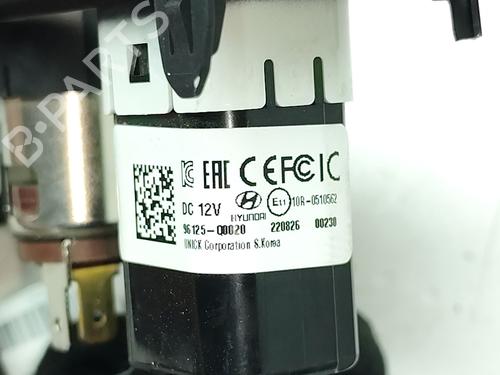 B-PARTS
EAC CE FC IC
DC 12V HYUNDAI E11 10R-0510562
96125-Q0020 220826 00230
UNICK Corporation S.Korea